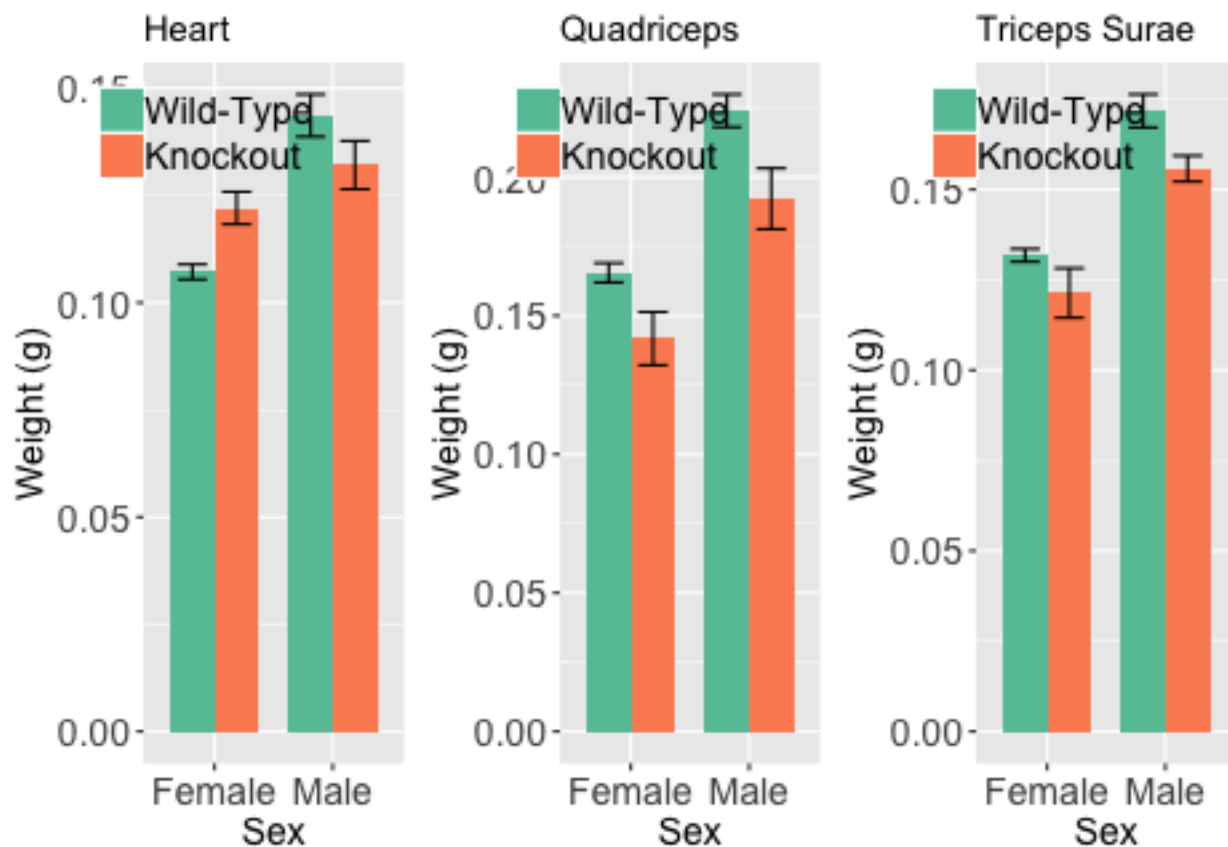 Heart
Wild-Type
Knockout
0.10
0.05
0.00
Weight (g)
Female Male
Sex
Quadriceps
Wild-Type
Knockout
0.20
0.15
0.10
0.05
0.00
Weight (g)
Female Male
Sex
Triceps Surae
Wild-Type
Knockout
0.15
0.10
0.05
0.00
Weight (g)
Female Male
Sex